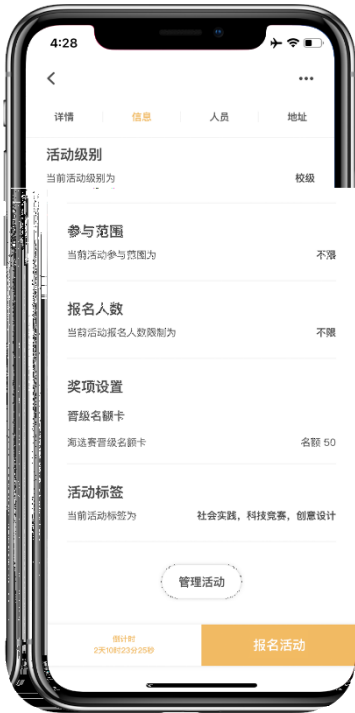 4:28
详情 信息 人员 地址
活动级别
当前活动级别为 校级
参与范围
当前活动参与范围为
报名人数
当前活动报名人数限制为 不限
奖项设置
晋级名额卡
海选赛晋级名额卡 名额 50
活动标签
当前活动标签为 社会实践，科技竞赛，创意设计
管理活动
倒计时
2天10时23分25秒
报名活动